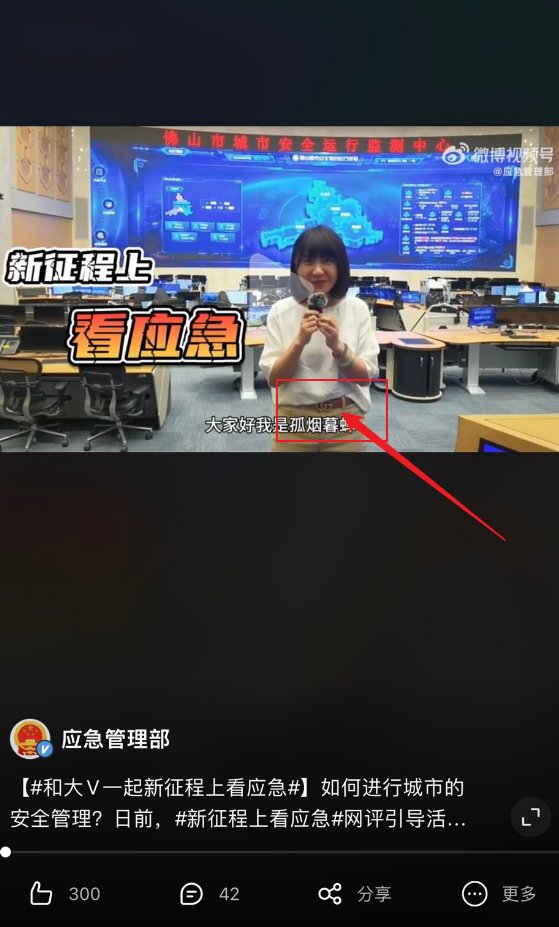 佛山市城市安全运行监测中心
微博视频号
@应急管理部
新征程上
看应急
大家好我是孤烟暮蝉
应急管理部
【#和大V一起新征程上看应急#】如何进行城市的
安全管理？日前，#新征程上看应急#网评引导活…
300
42
分享
更多